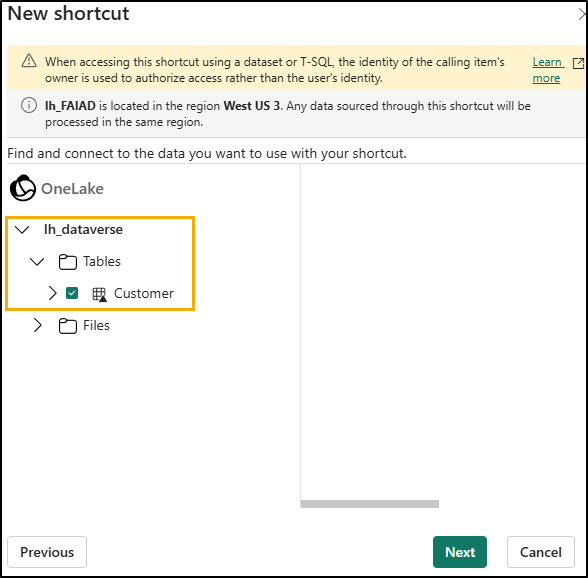 New shortcut
When accessing this shortcut using a dataset or T-SQL, the identity of the calling item's
owner is used to authorize access rather than the user's identity.
Learn
more
lh_FAIAD is located in the region West US 3. Any data sourced through this shortcut will be
processed in the same region.
Find and connect to the data you want to use with your shortcut.
OneLake
lh_dataverse
Tables
Customer
Files
Previous
Next
Cancel